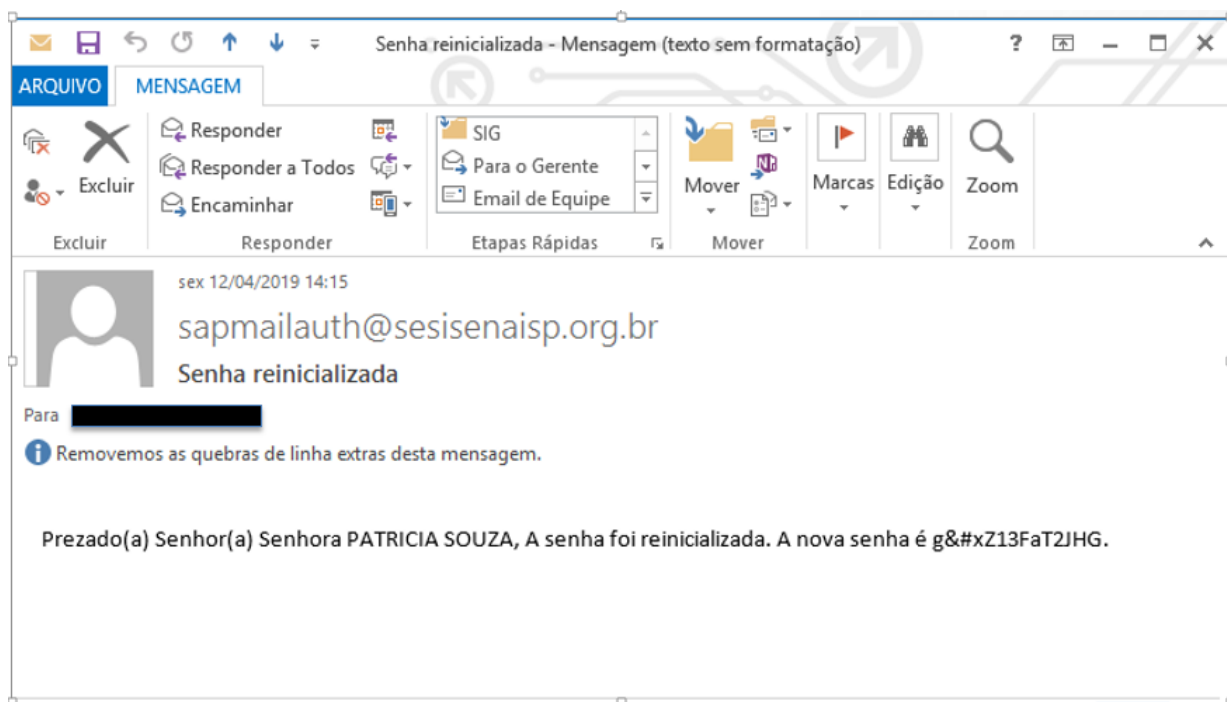 Senha reinicializada - Mensagem (texto sem formatação)
?
ARQUIVO
MENSAGEM
Excluir
Excluir
Responder
Responder a Todos
Encaminhar
Responder
SIG
Para o Gerente
Email de Equipe
Etapas Rápidas
Mover
Mover
Marcas
Edição
Zoom
Zoom
sex 12/04/2019 14:15
sapmailauth@sesisenaisp.org.br
Senha reinicializada
Para
Removemos as quebras de linha extras desta mensagem.
Prezado(a) Senhor(a) Senhora PATRICIA SOUZA, A senha foi reinicializada. A nova senha é g&#xZ13FaT2JHG.